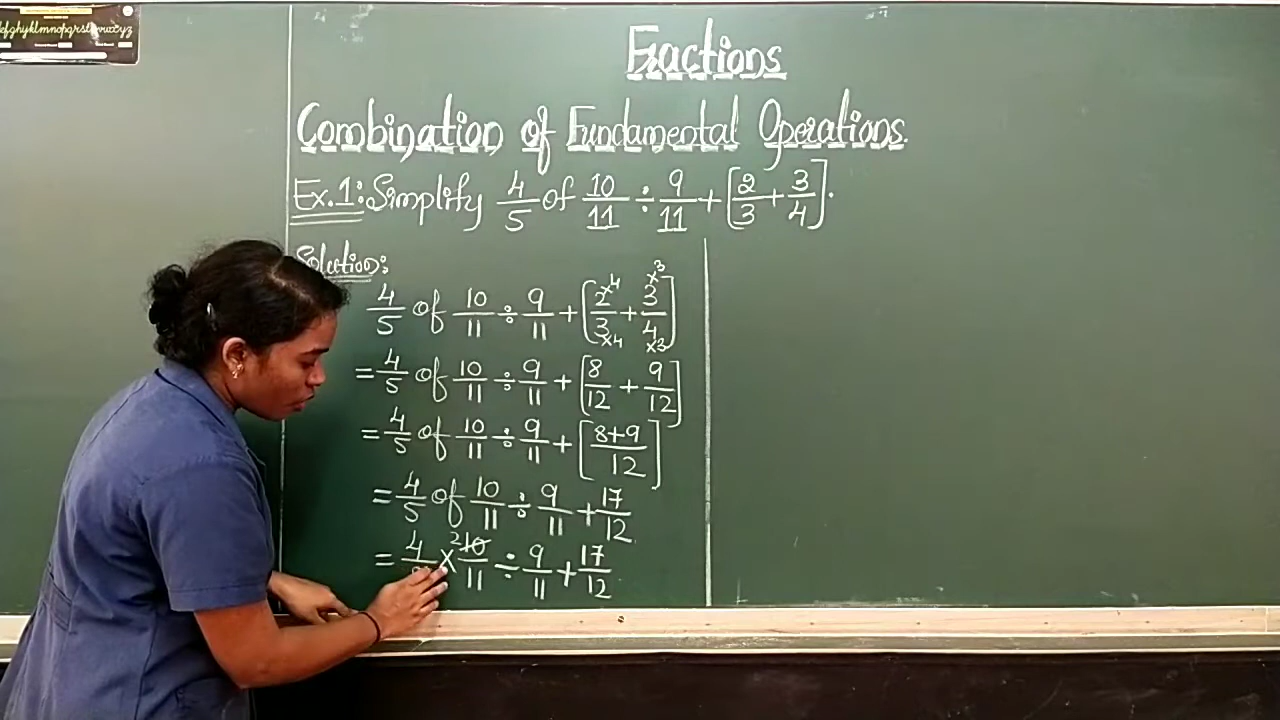 efghyklmnopqrstuvwxyz
Fractions
Combination of Fundamental Operations.
Ex.1: Simplify 4/5 of 10/11 ÷ 9/11 + [2/3 + 3/4].
Solution:
4/5 of 10/11 ÷ 9/11 + [2×4/3×4 + 3×3/4×3]
= 4/5 of 10/11 ÷ 9/11 + [8/12 + 9/12]
= 4/5 of 10/11 ÷ 9/11 + [8+9/12]
= 4/5 of 10/11 ÷ 9/11 + 17/12
= 4/ × 2 10/11 ÷ 9/11 + 17/12